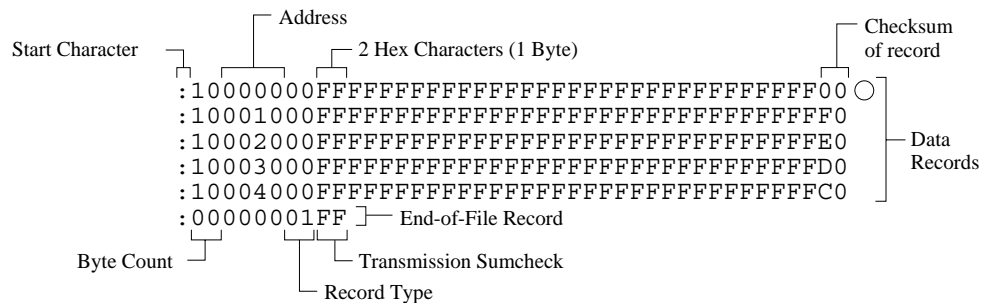 Address
Checksum
of record
Start Character
2 Hex Characters (1 Byte)
:10000000FFFFFFFFFFFFFFFFFFFFFFFFFFFFFFFF00
:10001000FFFFFFFFFFFFFFFFFFFFFFFFFFFFFFFFF0
:10002000FFFFFFFFFFFFFFFFFFFFFFFFFFFFFFFFE0
:10003000FFFFFFFFFFFFFFFFFFFFFFFFFFFFFFFFD0
:10004000FFFFFFFFFFFFFFFFFFFFFFFFFFFFFFFFC0
:00000001FF
Data
Records
End-of-File Record
Byte Count
Transmission Sumcheck
Record Type